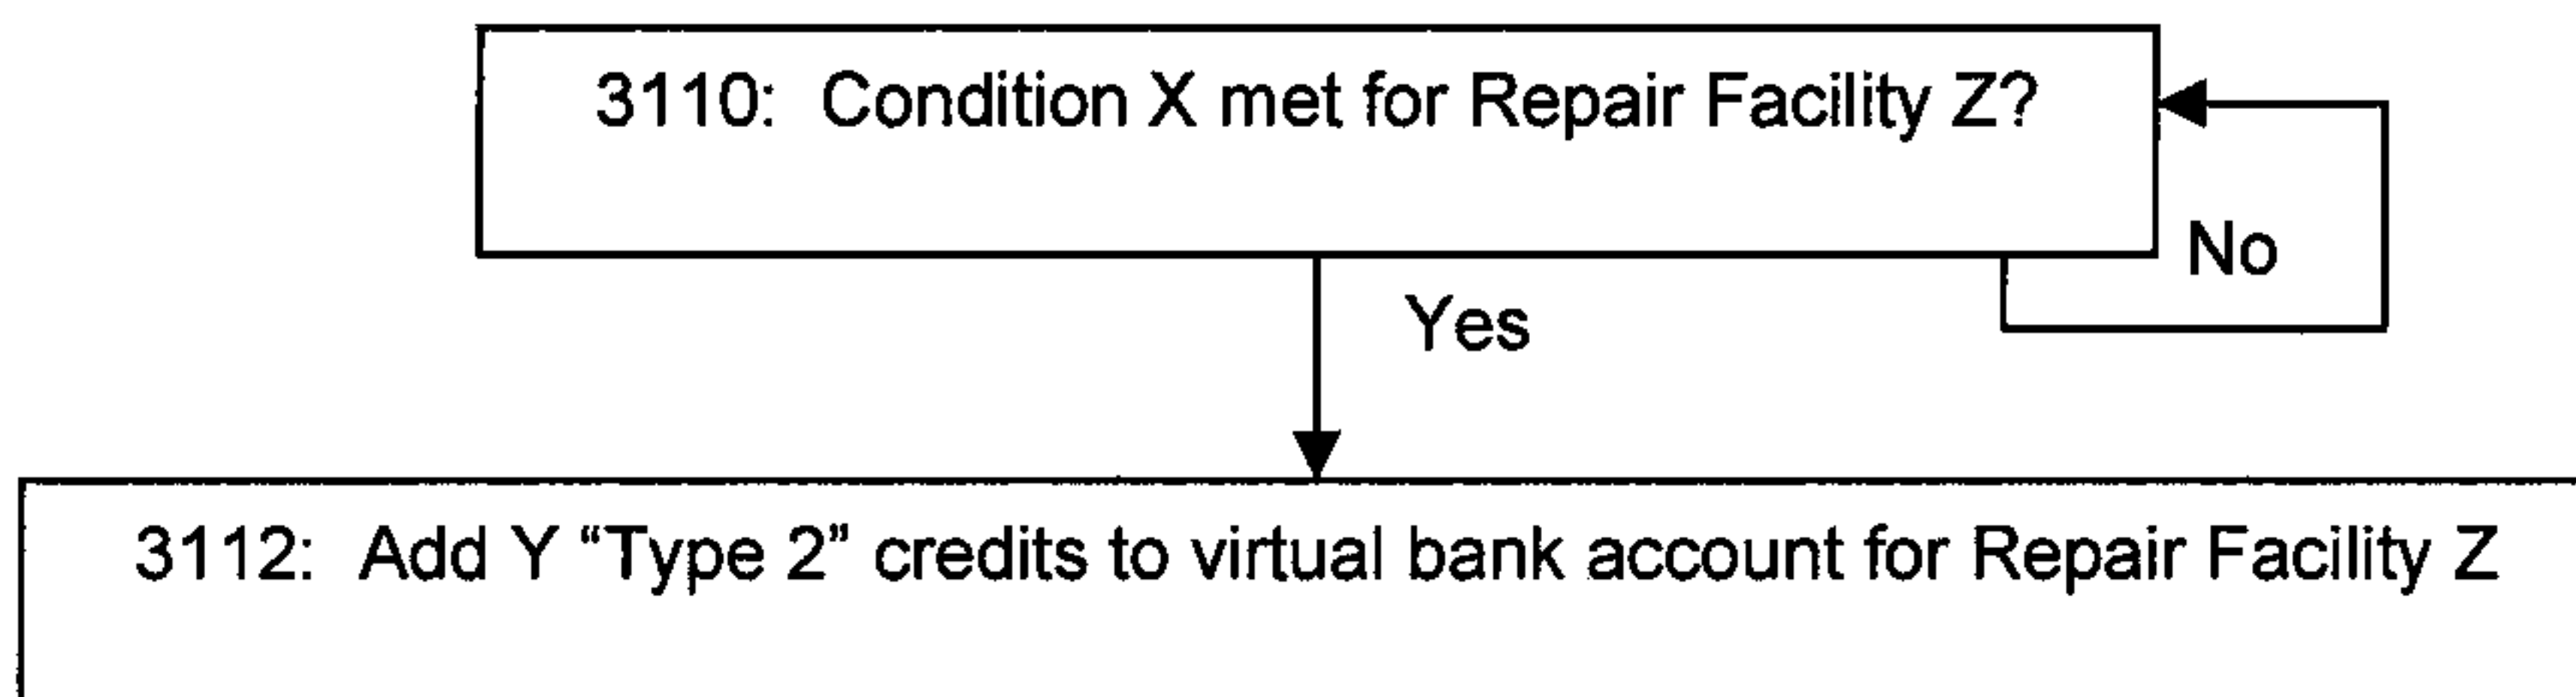 3110: Condition X met for Repair Facility Z?
No
Yes
3112: Add Y “Type 2” credits to virtual bank account for Repair Facility Z